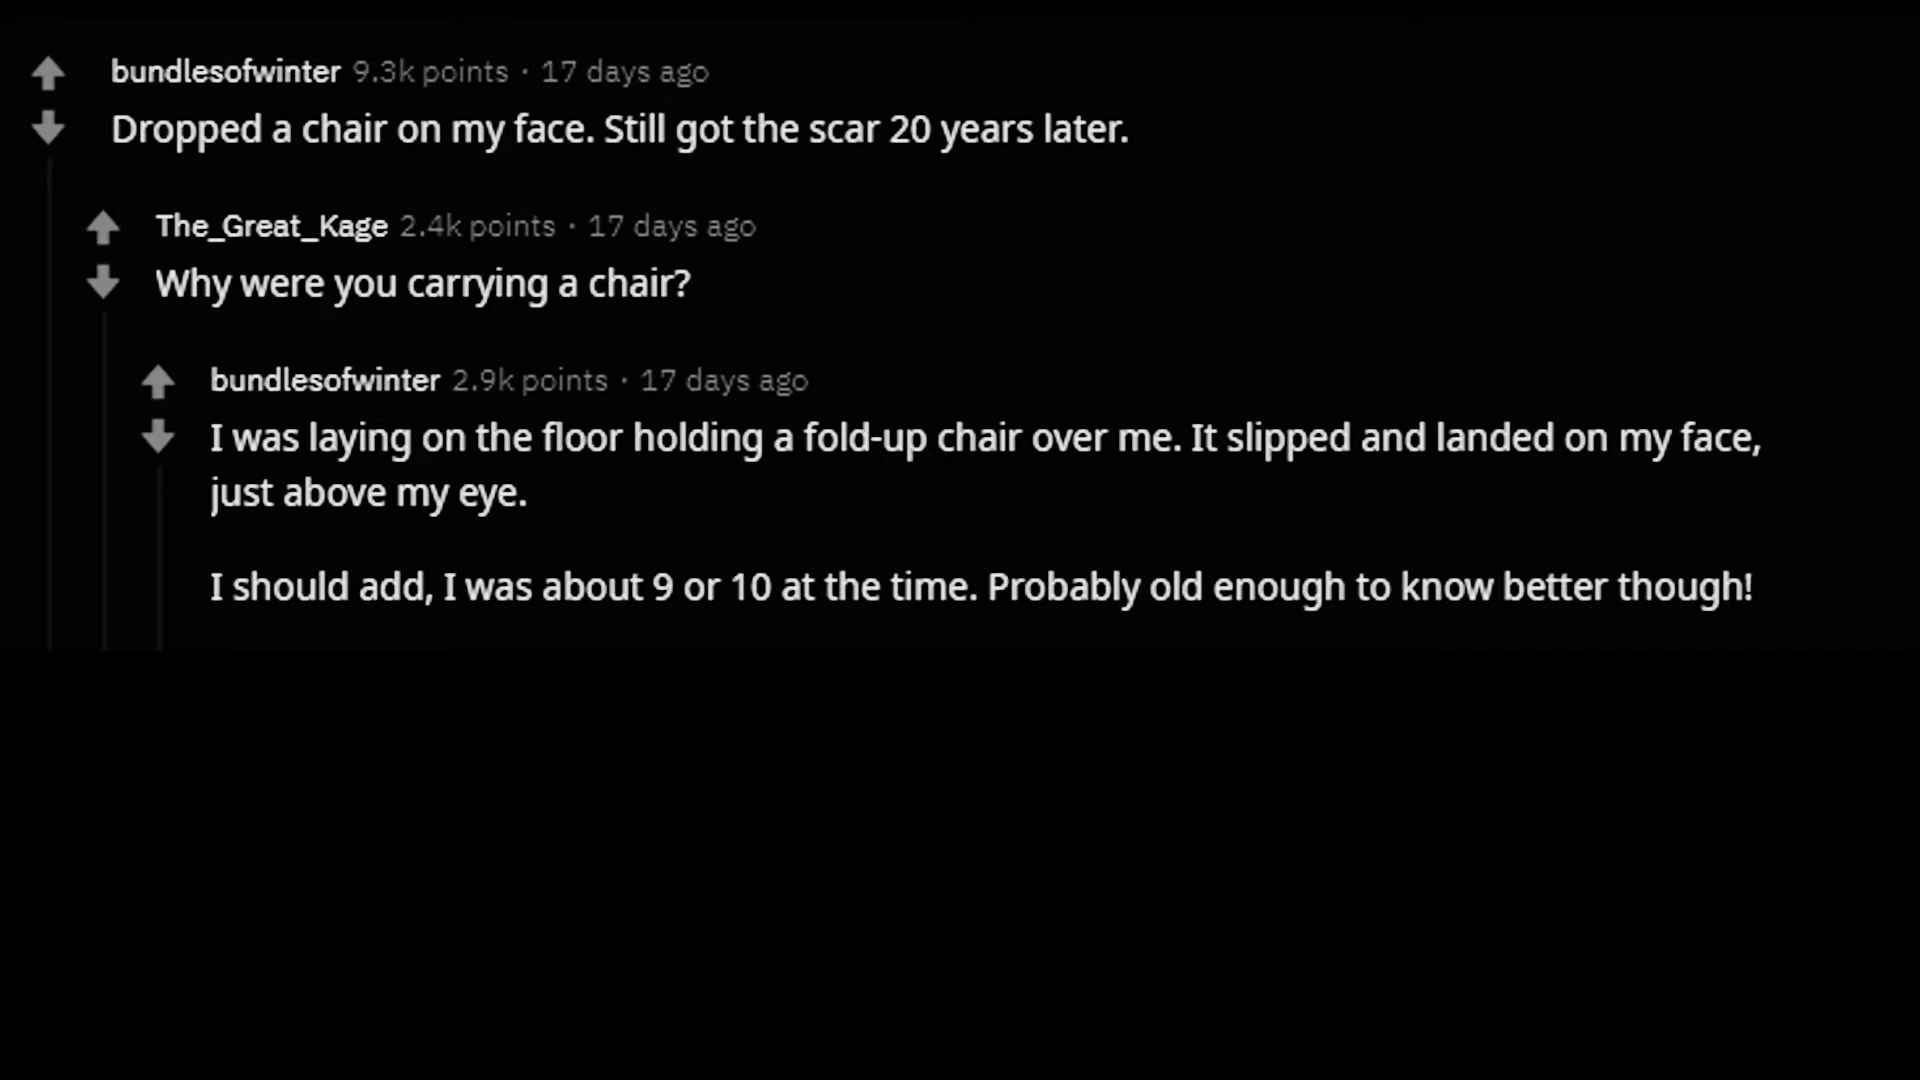 bundlesofwinter 9.3k points · 17 days ago
Dropped a chair on my face. Still got the scar 20 years later.
The_Great_Kage 2.4k points · 17 days ago
Why were you carrying a chair?
bundlesofwinter 2.9k points · 17 days ago
I was laying on the floor holding a fold-up chair over me. It slipped and landed on my face,
just above my eye.
I should add, I was about 9 or 10 at the time. Probably old enough to know better though!